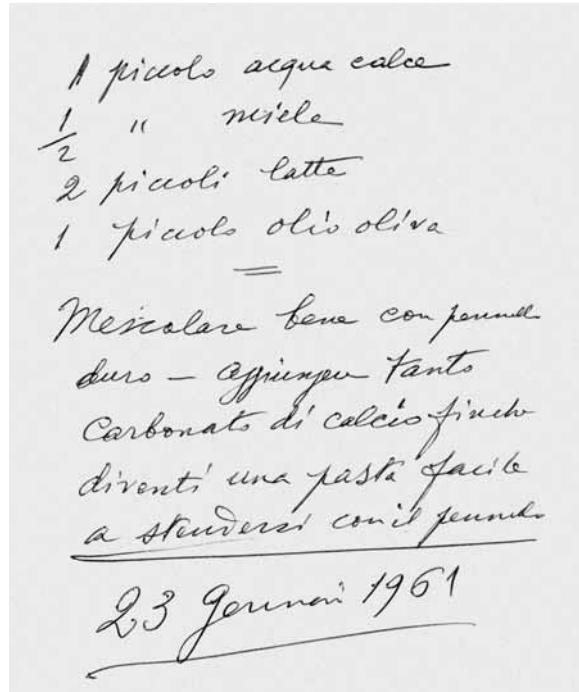 1 piccolo acqua calce
1/2 " miele
2 piccoli latte
1 piccolo olio oliva
=
Mescolare bene con pennello
duro — aggiungere tanto
Carbonato di calcio finché
diventi una pasta facile
a stendersi con il pennello
23 Gennaio 1961